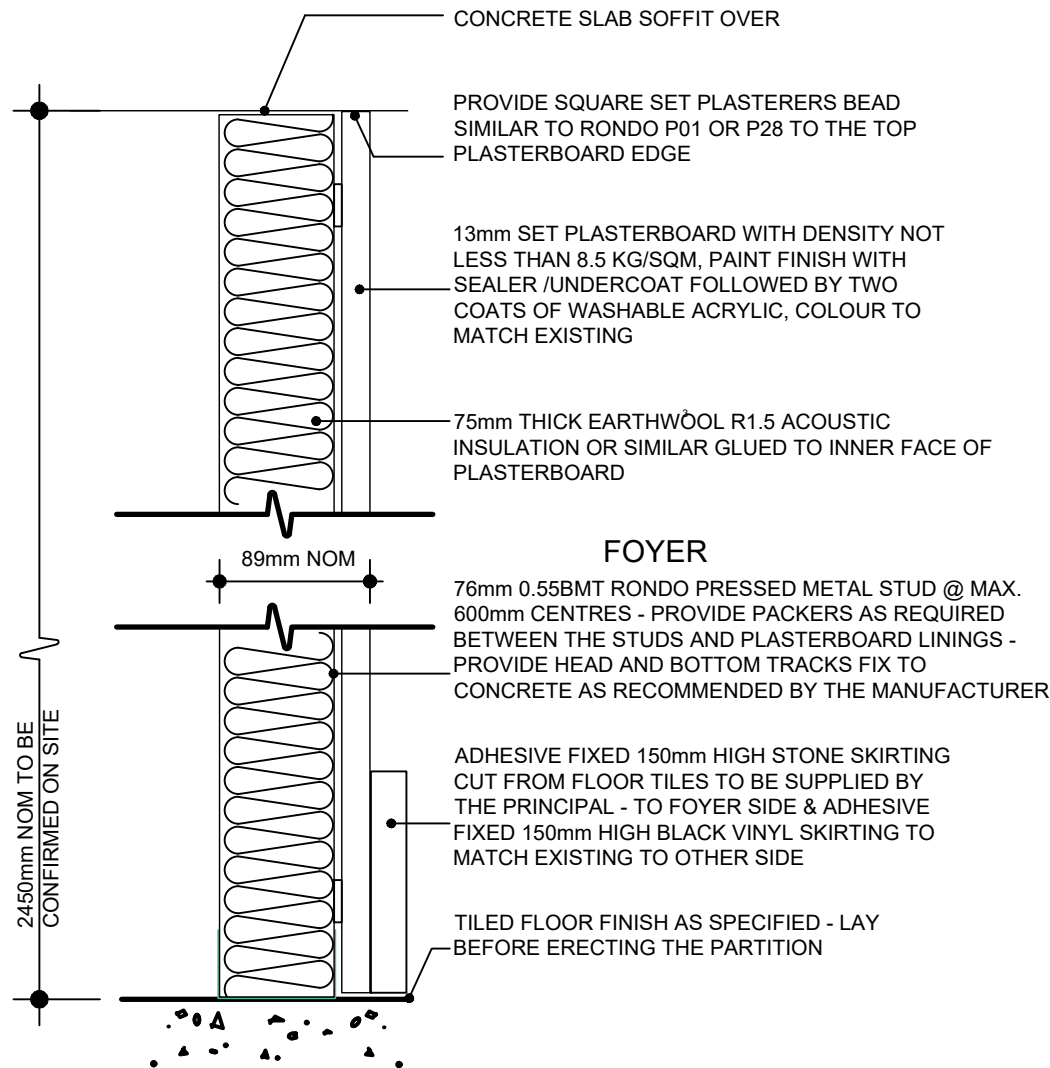 CONCRETE SLAB SOFFIT OVER
PROVIDE SQUARE SET PLASTERERS BEAD
SIMILAR TO RONDO P01 OR P28 TO THE TOP
PLASTERBOARD EDGE
13mm SET PLASTERBOARD WITH DENSITY NOT
LESS THAN 8.5 KG/SQM, PAINT FINISH WITH
SEALER /UNDERCOAT FOLLOWED BY TWO
COATS OF WASHABLE ACRYLIC, COLOUR TO
MATCH EXISTING
75mm THICK EARTHWOOL R1.5 ACOUSTIC
INSULATION OR SIMILAR GLUED TO INNER FACE OF
PLASTERBOARD
89mm NOM
FOYER
76mm 0.55BMT RONDO PRESSED METAL STUD @ MAX.
600mm CENTRES - PROVIDE PACKERS AS REQUIRED
BETWEEN THE STUDS AND PLASTERBOARD LININGS -
PROVIDE HEAD AND BOTTOM TRACKS FIX TO
CONCRETE AS RECOMMENDED BY THE MANUFACTURER
2450mm NOM TO BE
CONFIRMED ON SITE
ADHESIVE FIXED 150mm HIGH STONE SKIRTING
CUT FROM FLOOR TILES TO BE SUPPLIED BY
THE PRINCIPAL - TO FOYER SIDE & ADHESIVE
FIXED 150mm HIGH BLACK VINYL SKIRTING TO
MATCH EXISTING TO OTHER SIDE
TILED FLOOR FINISH AS SPECIFIED - LAY
BEFORE ERECTING THE PARTITION